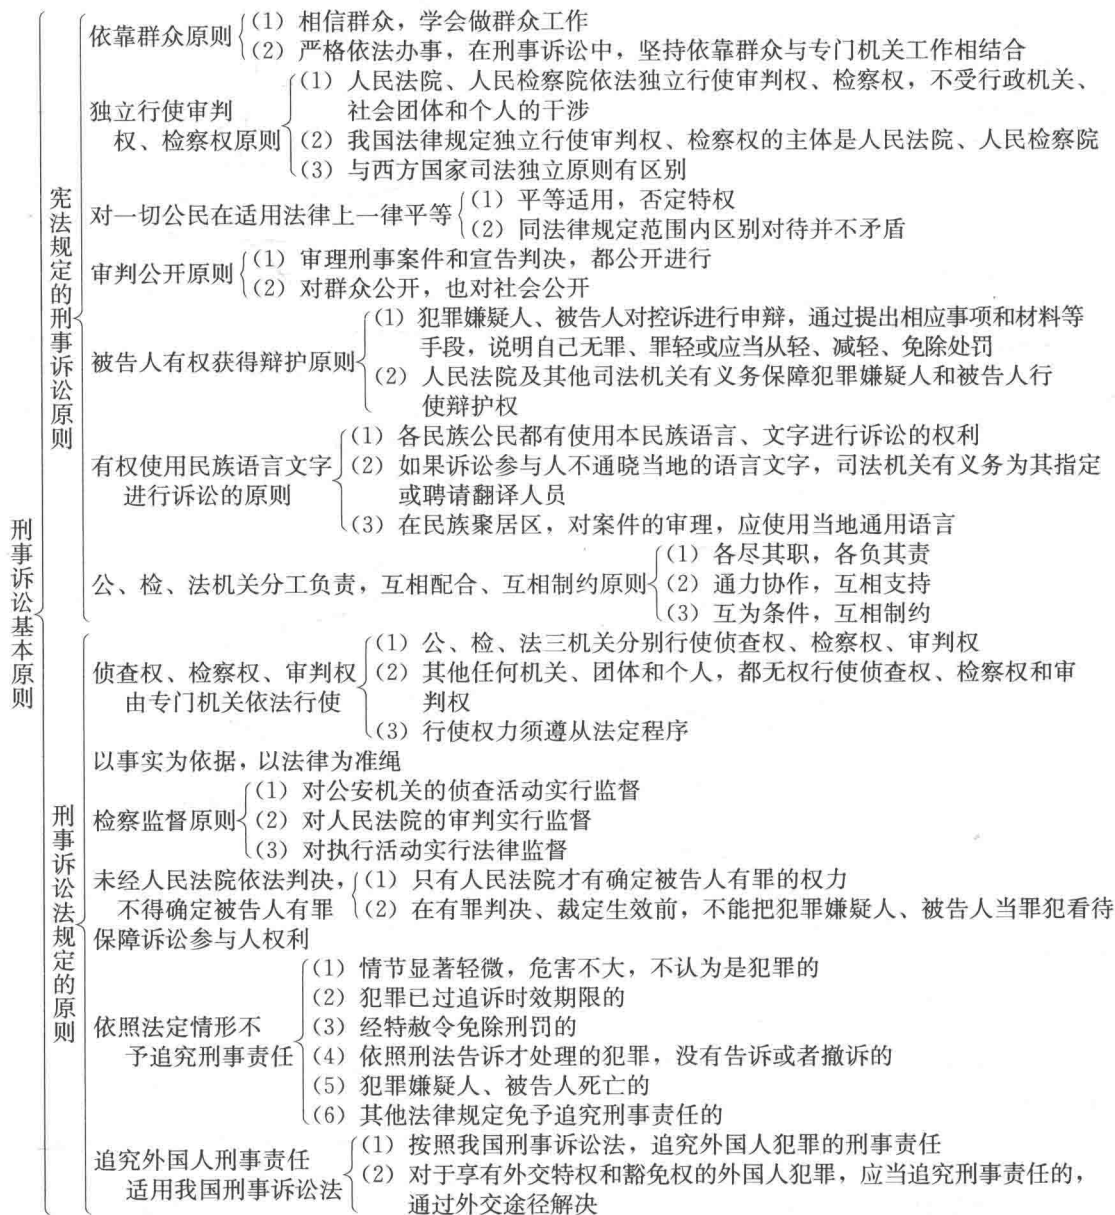 刑事诉讼基本原则
宪法规定的刑事诉讼原则
依靠群众原则
(1) 相信群众，学会做群众工作
(2) 严格依法办事，在刑事诉讼中，坚持依靠群众与专门机关工作相结合
独立行使审判
权、检察权原则
(1) 人民法院、人民检察院依法独立行使审判权、检察权，不受行政机关、
社会团体和个人的干涉
(2) 我国法律规定独立行使审判权、检察权的主体是人民法院、人民检察院
(3) 与西方国家司法独立原则有区别
对一切公民在适用法律上一律平等
(1) 平等适用，否定特权
(2) 同法律规定范围内区别对待并不矛盾
审判公开原则
(1) 审理刑事案件和宣告判决，都公开进行
(2) 对群众公开，也对社会公开
被告人有权获得辩护原则
(1) 犯罪嫌疑人、被告人对控诉进行申辩，通过提出相应事项和材料等
手段，说明自己无罪、罪轻或应当从轻、减轻、免除处罚
(2) 人民法院及其他司法机关有义务保障犯罪嫌疑人和被告人行
使辩护权
有权使用民族语言文字
进行诉讼的原则
(1) 各民族公民都有使用本民族语言、文字进行诉讼的权利
(2) 如果诉讼参与人不通晓当地的语言文字，司法机关有义务为其指定
或聘请翻译人员
(3) 在民族聚居区，对案件的审理，应使用当地通用语言
公、检、法机关分工负责，互相配合、互相制约原则
(1) 各尽其职，各负其责
(2) 通力协作，互相支持
(3) 互为条件，互相制约
刑事诉讼法规定的原则
侦查权、检察权、审判权
由专门机关依法行使
(1) 公、检、法三机关分别行使侦查权、检察权、审判权
(2) 其他任何机关、团体和个人，都无权行使侦查权、检察权和审
判权
(3) 行使权力须遵从法定程序
以事实为依据，以法律为准绳
检察监督原则
(1) 对公安机关的侦查活动实行监督
(2) 对人民法院的审判实行监督
(3) 对执行活动实行法律监督
未经人民法院依法判决，
不得确定被告人有罪
(1) 只有人民法院才有确定被告人有罪的权力
(2) 在有罪判决、裁定生效前，不能把犯罪嫌疑人、被告人当罪犯看待
保障诉讼参与人权利
依照法定情形不
予追究刑事责任
(1) 情节显著轻微，危害不大，不认为是犯罪的
(2) 犯罪已过追诉时效期限的
(3) 经特赦令免除刑罚的
(4) 依照刑法告诉才处理的犯罪，没有告诉或者撤诉的
(5) 犯罪嫌疑人、被告人死亡的
(6) 其他法律规定免予追究刑事责任的
追究外国人刑事责任
适用我国刑事诉讼法
(1) 按照我国刑事诉讼法，追究外国人犯罪的刑事责任
(2) 对于享有外交特权和豁免权的外国人犯罪，应当追究刑事责任的，
通过外交途径解决